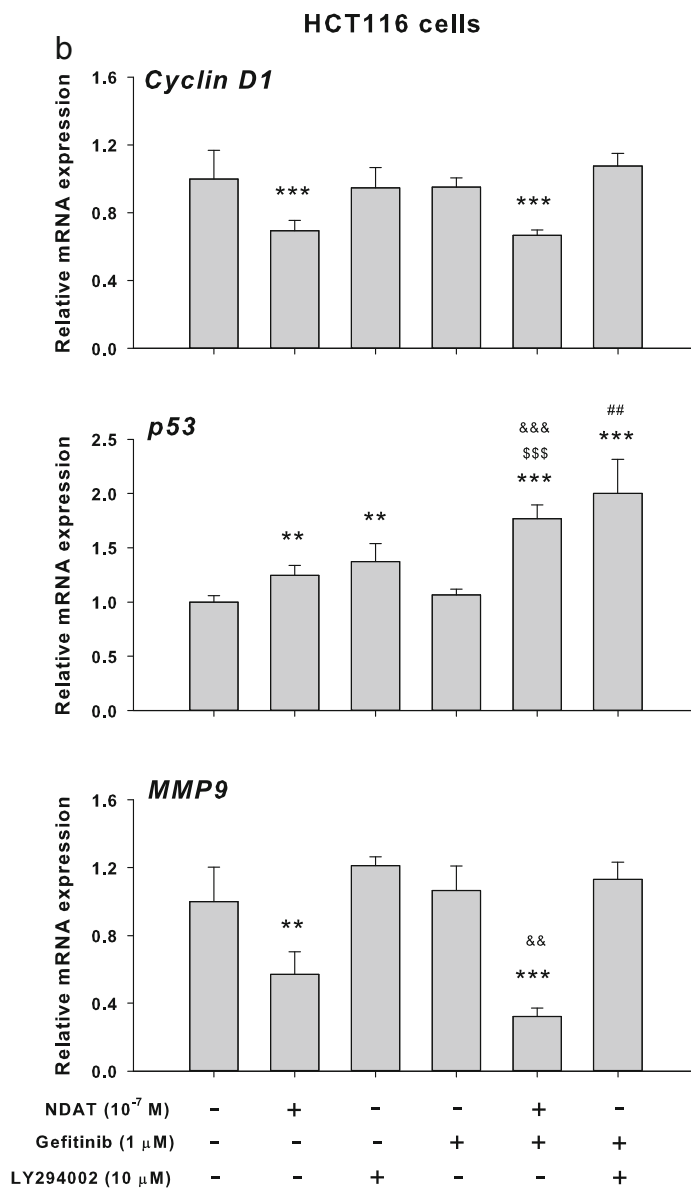 HCT116 cells
b
Cyclin D1
Relative mRNA expression
1.6
1.2
0.8
0.4
0.0
***
***
p53
Relative mRNA expression
2.5
2.0
1.5
1.0
0.5
0.0
**
**
&&&
$$$
***
##
***
MMP9
Relative mRNA expression
1.6
1.2
0.8
0.4
0.0
**
&&
***
NDAT (10⁻⁷ M) - + - - + -
Gefitinib (1 μM) - - - + + +
LY294002 (10 μM) - - + - - +